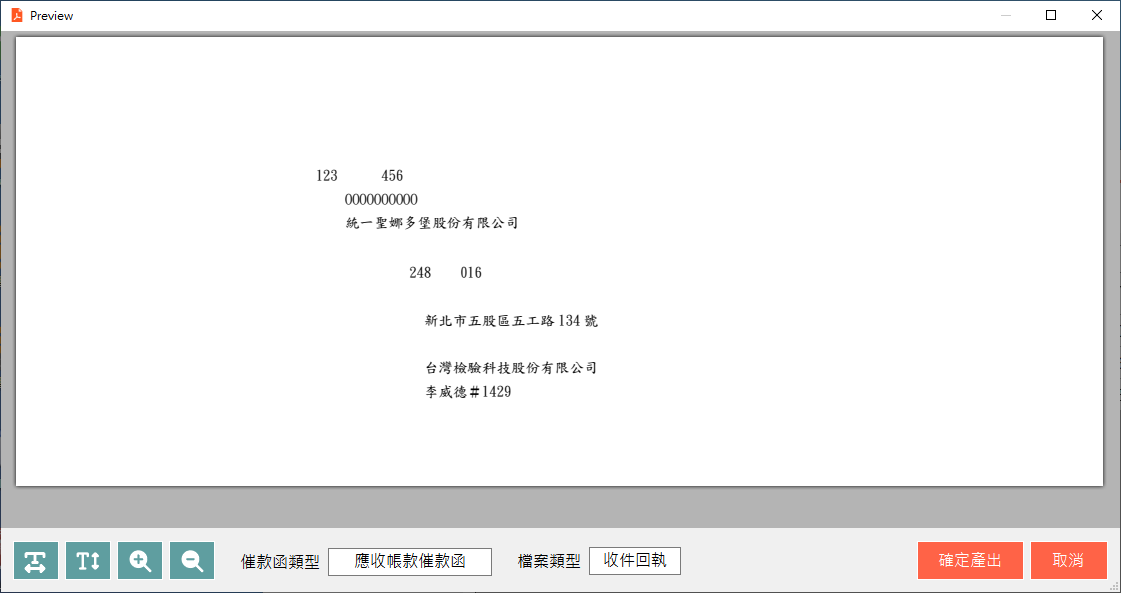 Preview
123 456
0000000000
統一聖娜多堡股份有限公司
248 016
新北市五股區五工路 134 號
台灣檢驗科技股份有限公司
李威德＃1429
催款函類型 應收帳款催款函 檔案類型 收件回執 確定產出 取消